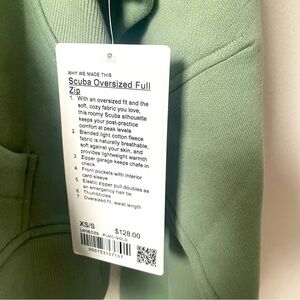 WHY WE MADE THIS
Scuba Oversized Full
Zip
1. With an oversized fit and the
soft, cozy fabric you love,
this roomy Scuba silhouette
keeps your post-practice
comfort at peak levels
2. Blended light cotton fleece
fabric is naturally breathable,
soft against your skin, and
provides lightweight warmth
3. Zipper garage keeps chafe in
check
4. Front pockets with interior
card sleeve
5. Elastic zipper pull doubles as
an emergency hair tie
6. Thumbholes
7. Oversized fit, waist length
XS/S
$128.00